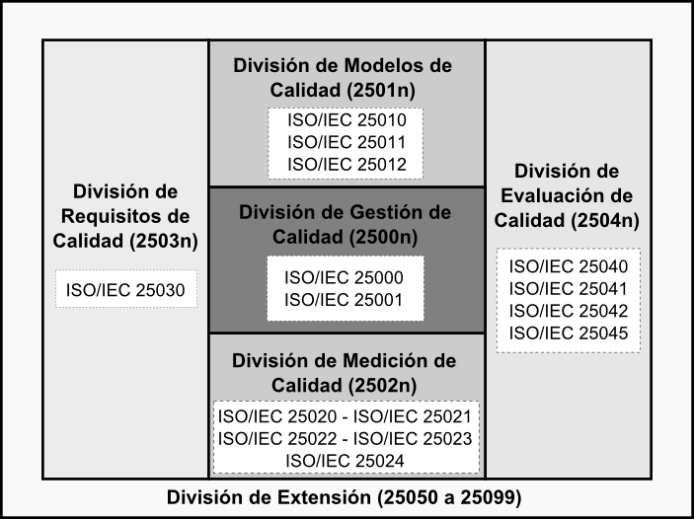 División de Modelos de
Calidad (2501n)
ISO/IEC 25010
ISO/IEC 25011
ISO/IEC 25012
División de
Requisitos de
Calidad (2503n)
ISO/IEC 25030
División de Gestión de
Calidad (2500n)
ISO/IEC 25000
ISO/IEC 25001
División de
Evaluación de
Calidad (2504n)
ISO/IEC 25040
ISO/IEC 25041
ISO/IEC 25042
ISO/IEC 25045
División de Medición de
Calidad (2502n)
ISO/IEC 25020 - ISO/IEC 25021
ISO/IEC 25022 - ISO/IEC 25023
ISO/IEC 25024
División de Extensión (25050 a 25099)